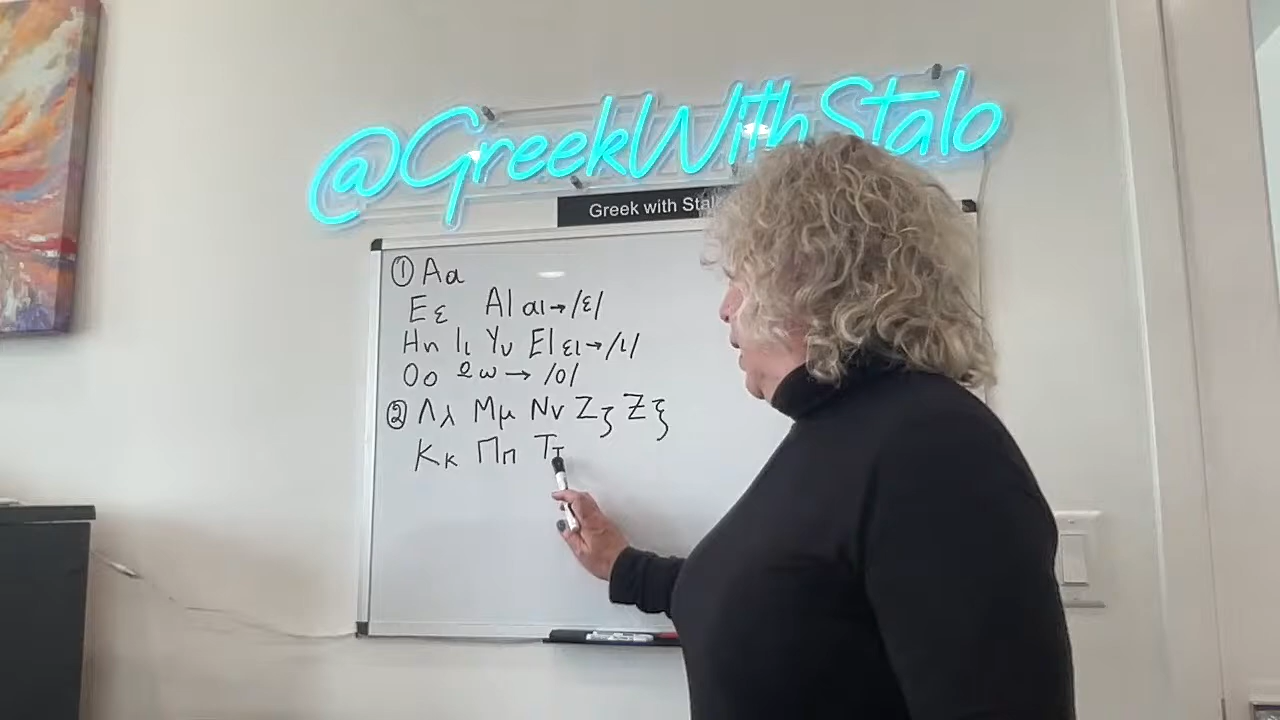 @GreekWithStalo
Greek with Stal
① Αα
Εε ΑΙ αι→/ε/
Ηη Ιι Υυ ΕΙ ει→/ι/
Οο Ωω→/ο/
② Λλ Μμ Νν Ζζ Ξξ
Κκ Ππ Ττ